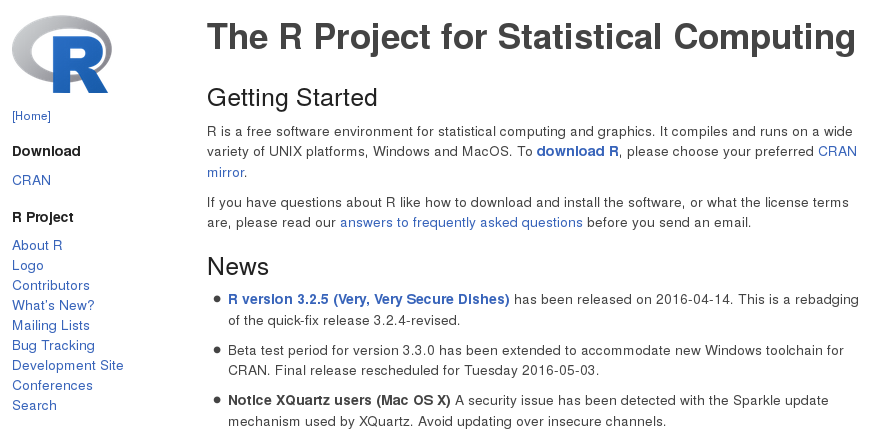 R
[Home]
Download
CRAN
R Project
About R
Logo
Contributors
What's New?
Mailing Lists
Bug Tracking
Development Site
Conferences
Search
The R Project for Statistical Computing
Getting Started
R is a free software environment for statistical computing and graphics. It compiles and runs on a wide
variety of UNIX platforms, Windows and MacOS. To download R, please choose your preferred CRAN
mirror.
If you have questions about R like how to download and install the software, or what the license terms
are, please read our answers to frequently asked questions before you send an email.
News
• R version 3.2.5 (Very, Very Secure Dishes) has been released on 2016-04-14. This is a rebadging
of the quick-fix release 3.2.4-revised.
• Beta test period for version 3.3.0 has been extended to accommodate new Windows toolchain for
CRAN. Final release rescheduled for Tuesday 2016-05-03.
• Notice XQuartz users (Mac OS X) A security issue has been detected with the Sparkle update
mechanism used by XQuartz. Avoid updating over insecure channels.